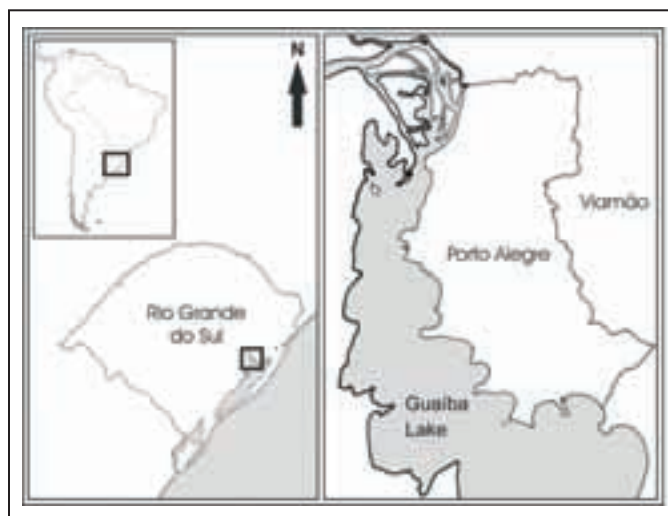 N
Rio Grande
do Sul
Viamão
Porto Alegre
Guaíba
Lake